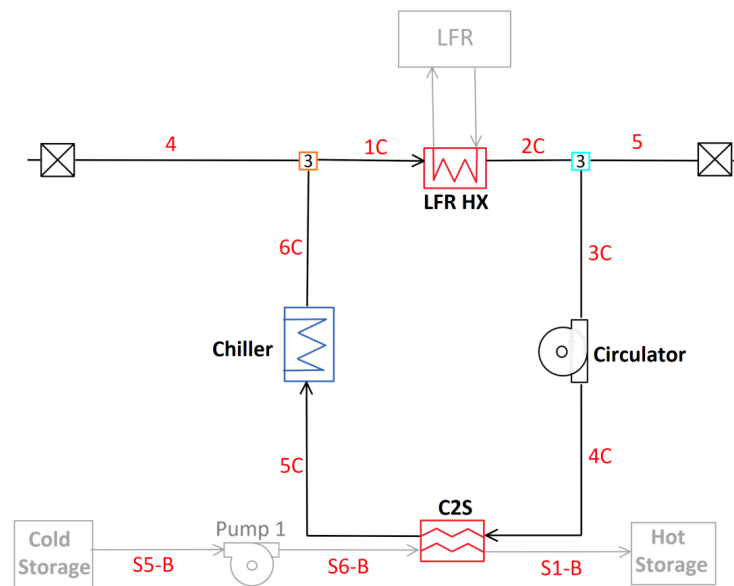 LFR
4
3
1C
2C
3
5
LFR HX
6C
3C
Chiller
Circulator
5C
4C
C2S
Cold
Storage
Pump 1
Hot
Storage
S5-B
S6-B
S1-B